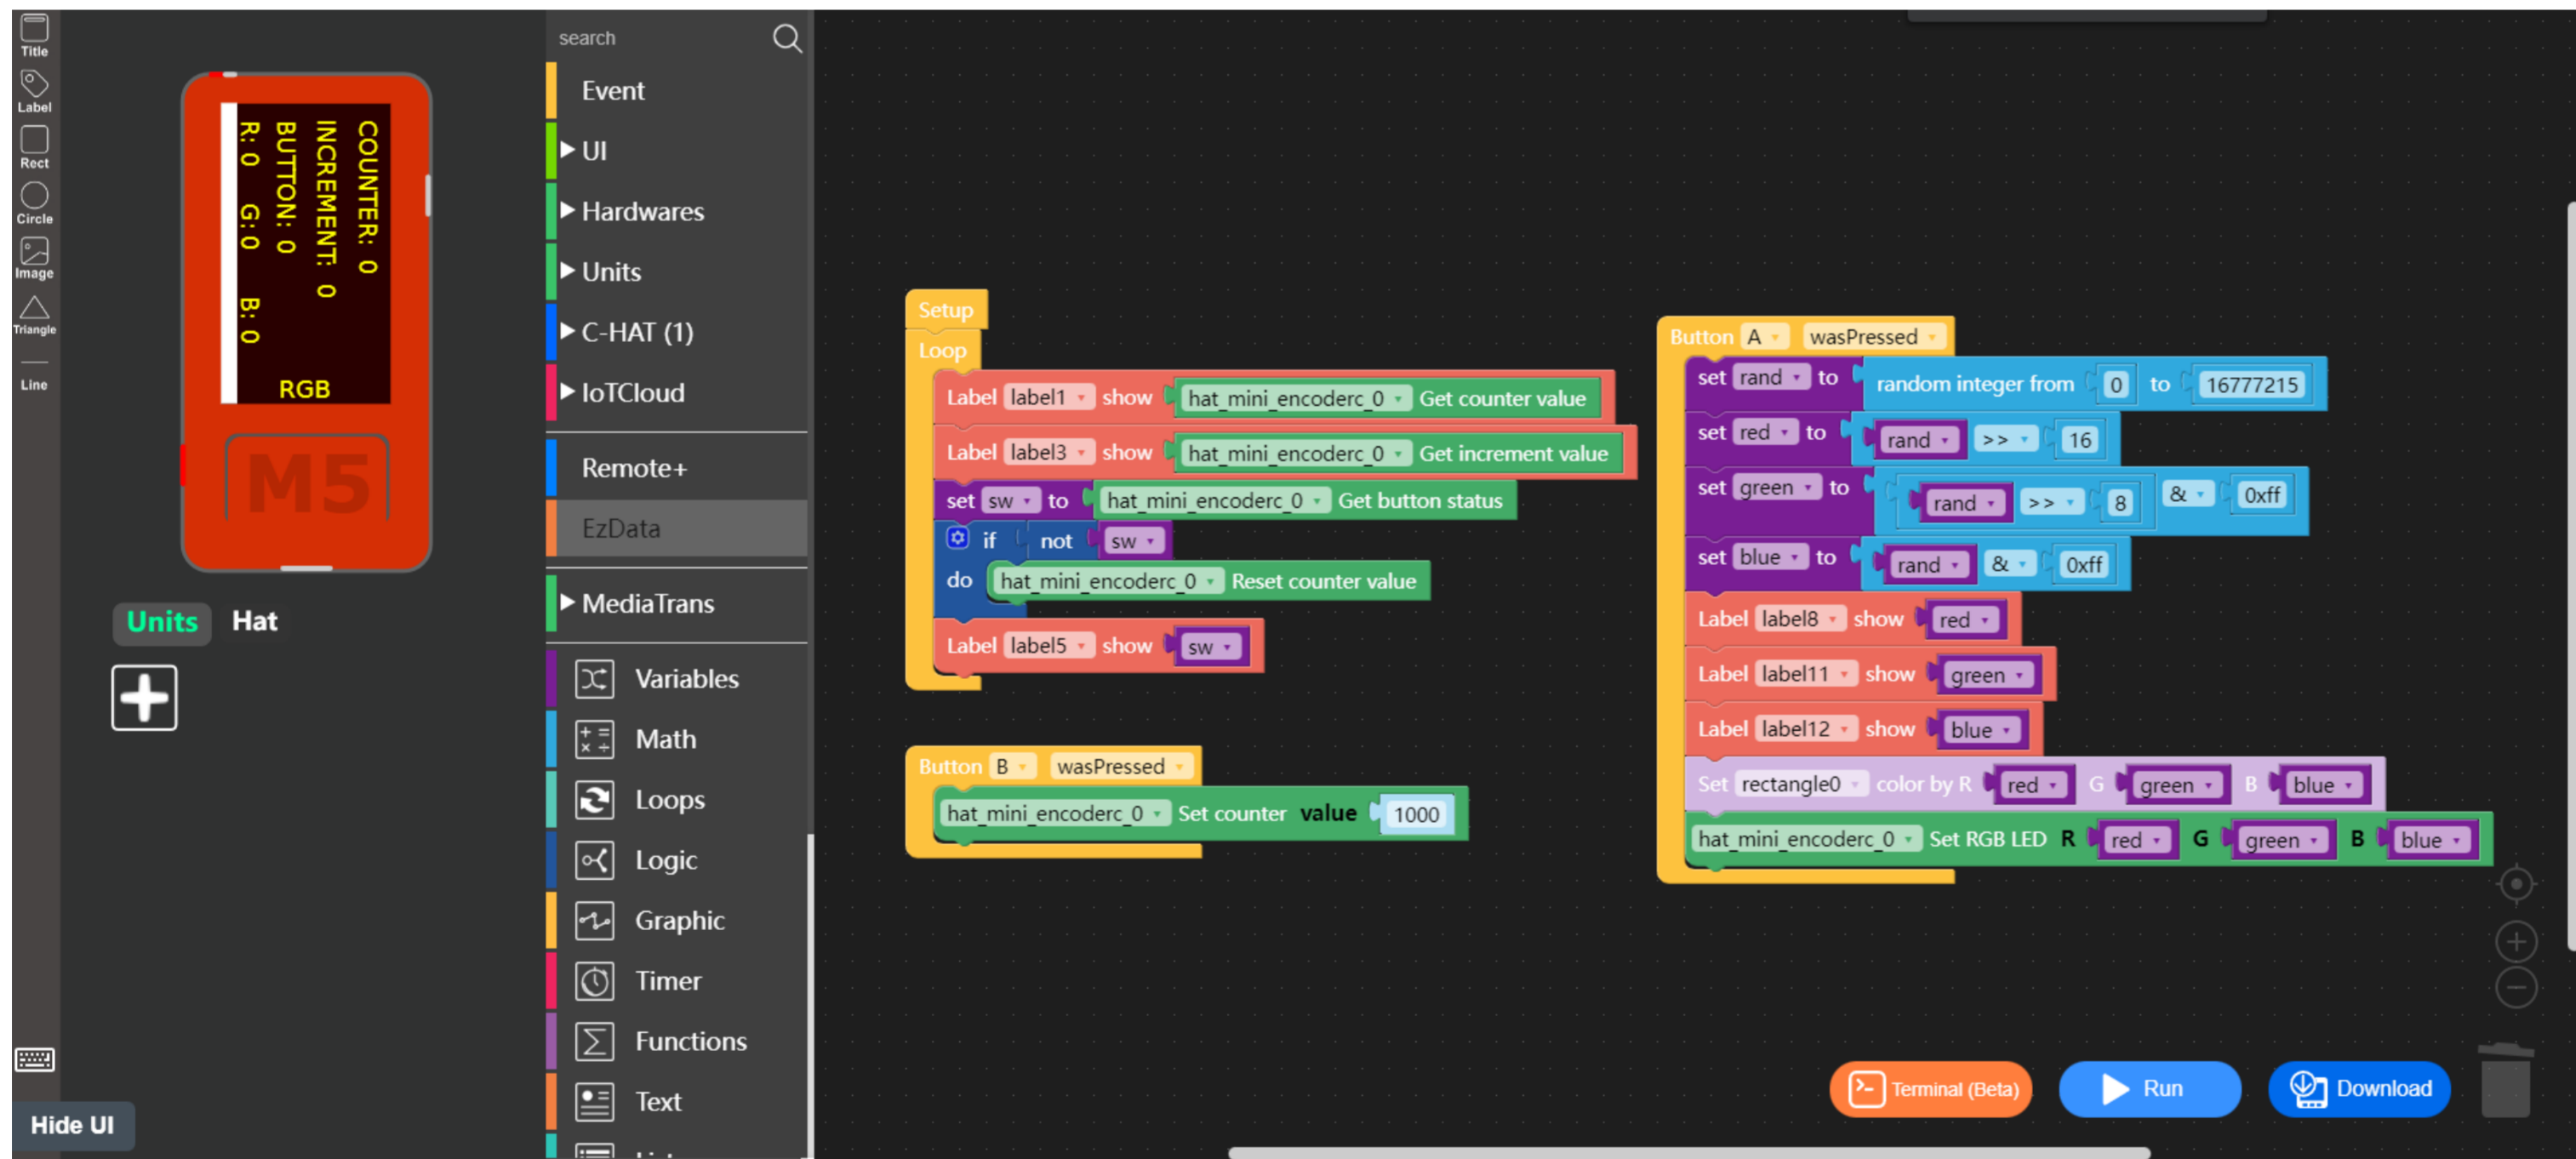 Title
Label
Rect
Circle
Image
Triangle
Line
Hide UI
COUNTER: 0
INCREMENT: 0
BUTTON: 0
R: 0 G: 0 B: 0
RGB
M5
Units Hat
search
Event
UI
Hardwares
Units
C-HAT (1)
IoTCloud
Remote+
EzData
MediaTrans
Variables
Math
Loops
Logic
Graphic
Timer
Functions
Text
Setup
Loop
Label label1 show hat_mini_encoderc_0 Get counter value
Label label3 show hat_mini_encoderc_0 Get increment value
set sw to hat_mini_encoderc_0 Get button status
if not sw
do hat_mini_encoderc_0 Reset counter value
Label label5 show sw
Button B wasPressed
hat_mini_encoderc_0 Set counter value 1000
Button A wasPressed
set rand to random integer from 0 to 16777215
set red to rand >> 16
set green to rand >> 8 & 0xff
set blue to rand & 0xff
Label label8 show red
Label label11 show green
Label label12 show blue
Set rectangle0 color by R red G green B blue
hat_mini_encoderc_0 Set RGB LED R red G green B blue
Terminal (Beta)
Run
Download